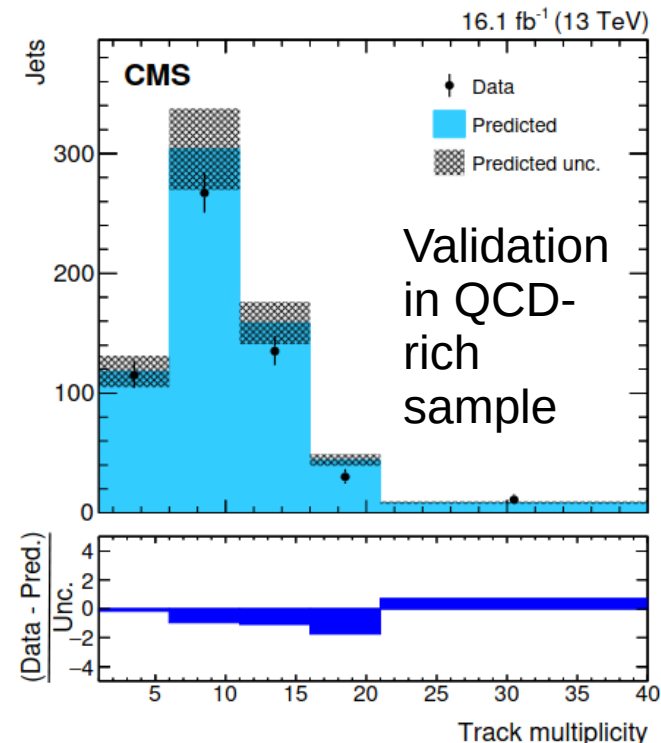 16.1 fb⁻¹ (13 TeV)
Jets
CMS
Data
Predicted
Predicted unc.
300
200
100
0
Validation
in QCD-
rich
sample
(Data - Pred.)
Unc.
4
2
0
−2
−4
5 10 15 20 25 30 35 40
Track multiplicity